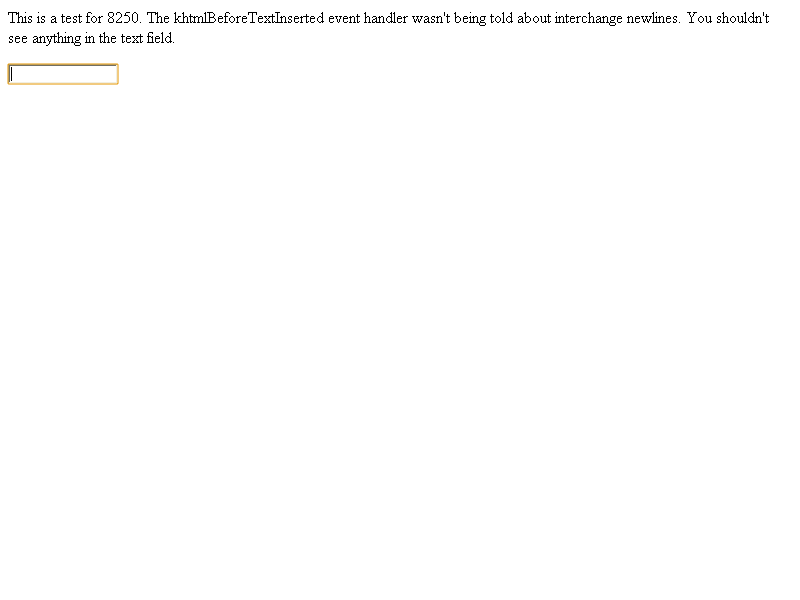 This is a test for 8250. The khtmlBeforeTextInserted event handler wasn't being told about interchange newlines. You shouldn't
see anything in the text field.